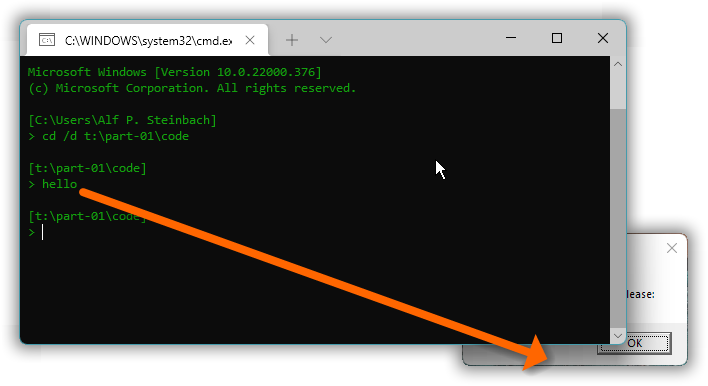 C:\WINDOWS\system32\cmd.ex
Microsoft Windows [Version 10.0.22000.376]
(c) Microsoft Corporation. All rights reserved.
[C:\Users\Alf P. Steinbach]
> cd /d t:\part-01\code
[t:\part-01\code]
> hello
[t:\part-01\code]
>
lease:
OK